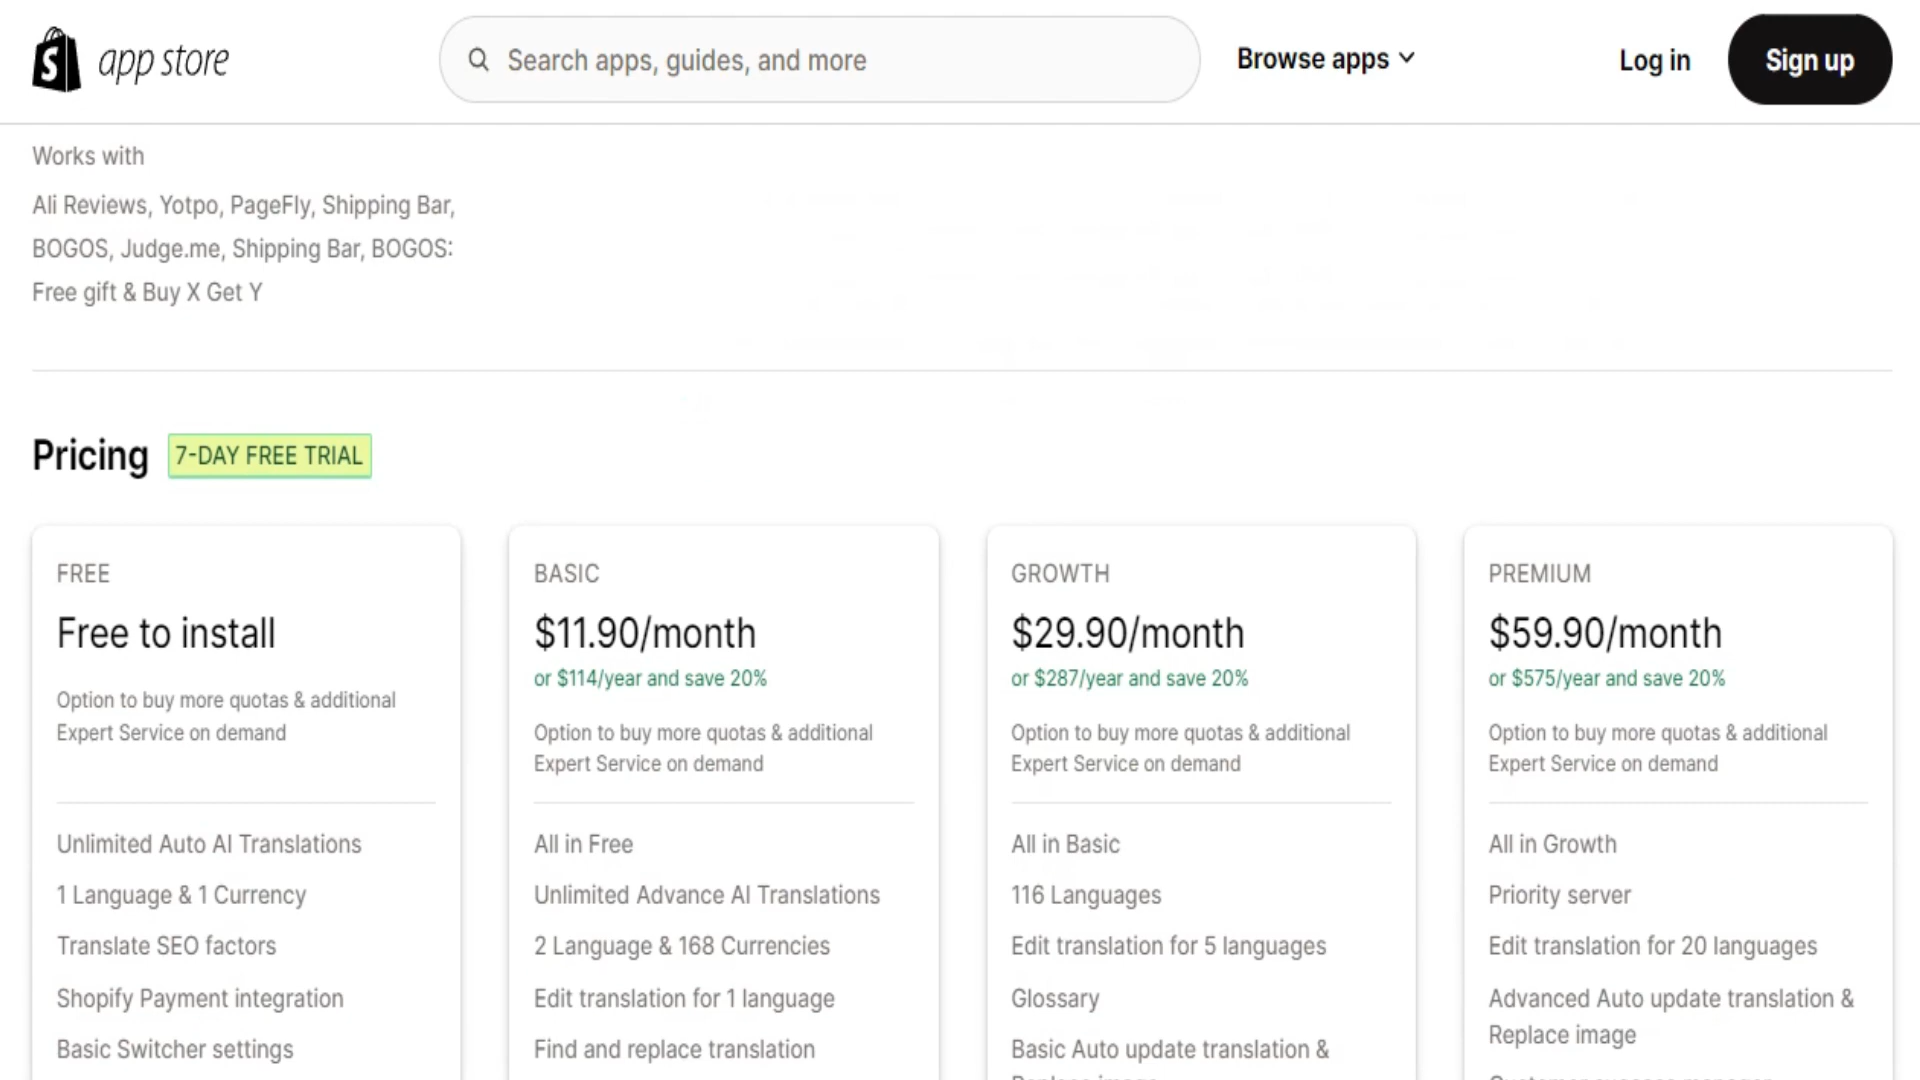 app store
Search apps, guides, and more
Browse apps
Log in
Sign up
Works with
Ali Reviews, Yotpo, PageFly, Shipping Bar,
BOGOS, Judge.me, Shipping Bar, BOGOS:
Free gift & Buy X Get Y
Pricing
7-DAY FREE TRIAL
FREE
Free to install
Option to buy more quotas & additional
Expert Service on demand
Unlimited Auto AI Translations
1 Language & 1 Currency
Translate SEO factors
Shopify Payment integration
Basic Switcher settings
BASIC
$11.90/month
or $114/year and save 20%
Option to buy more quotas & additional
Expert Service on demand
All in Free
Unlimited Advance AI Translations
2 Language & 168 Currencies
Edit translation for 1 language
Find and replace translation
GROWTH
$29.90/month
or $287/year and save 20%
Option to buy more quotas & additional
Expert Service on demand
All in Basic
116 Languages
Edit translation for 5 languages
Glossary
Basic Auto update translation &
PREMIUM
$59.90/month
or $575/year and save 20%
Option to buy more quotas & additional
Expert Service on demand
All in Growth
Priority server
Edit translation for 20 languages
Advanced Auto update translation &
Replace image